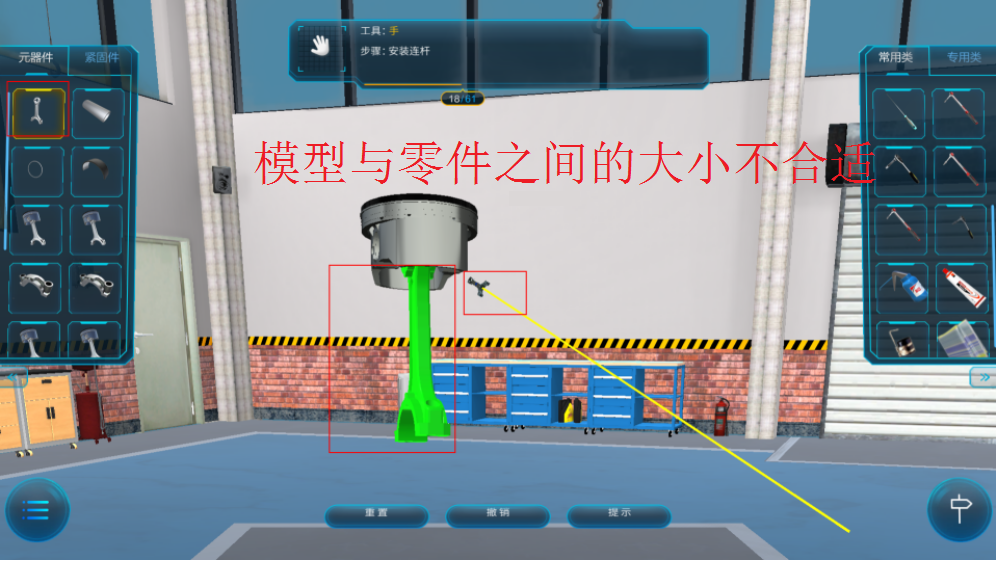 工具：手
步骤：安装连杆
18/61
元器件 紧固件
常用类 专用类
模型与零件之间的大小不合适
»
重置 撤销 提示